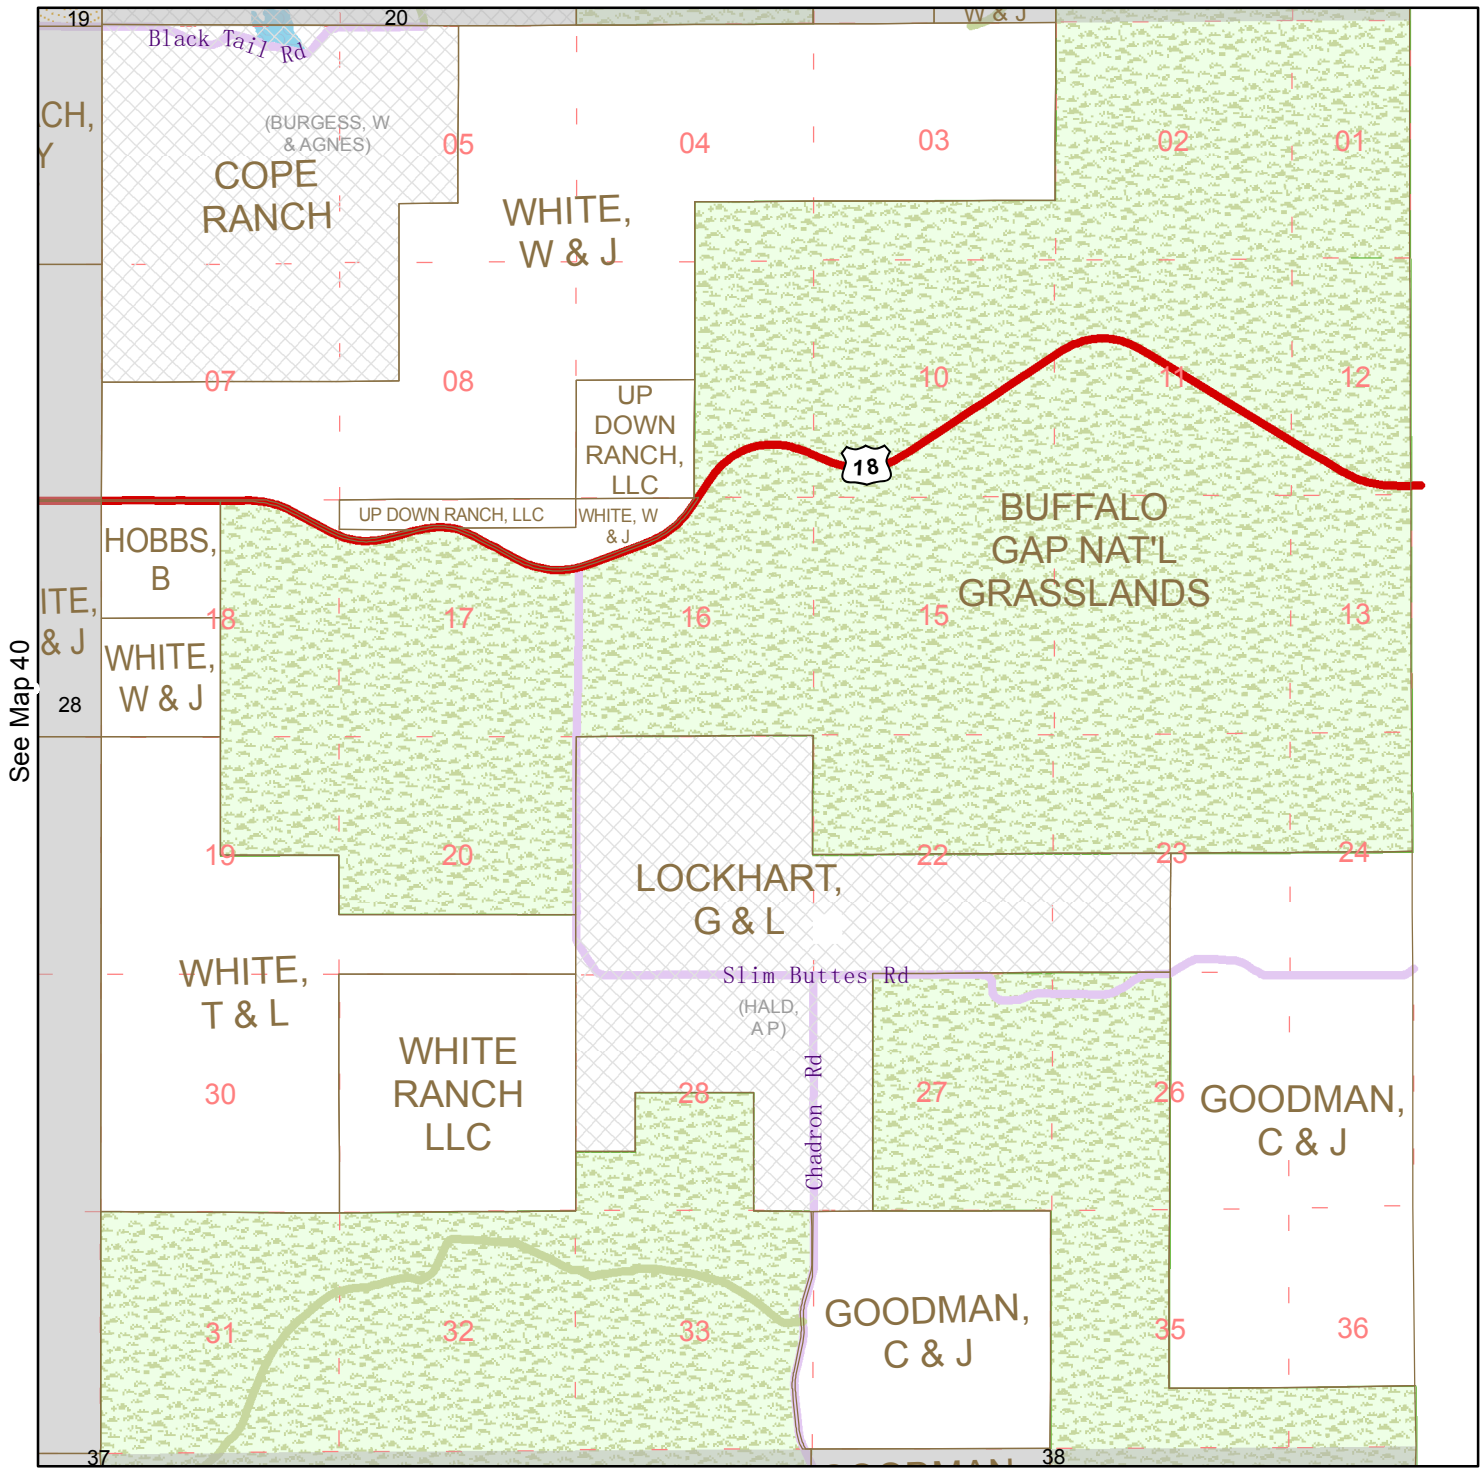 19
20
W & J
Black Tail Rd
CH,
Y
(BURGESS, W
& AGNES)
05
04
03
02
01
COPE
RANCH
WHITE,
W & J
07
08
10
11
12
UP
DOWN
RANCH,
LLC
18
UP DOWN RANCH, LLC
WHITE, W
& J
BUFFALO
GAP NAT'L
GRASSLANDS
HOBBS,
B
ITE,
& J
18
17
16
15
13
WHITE,
W & J
See Map 40
28
19
20
22
23
24
LOCKHART,
G & L
WHITE,
T & L
Slim Buttes Rd
(HALD,
A P)
WHITE
RANCH
LLC
Chadron Rd
30
28
27
26
GOODMAN,
C & J
31
32
33
GOODMAN,
C & J
35
36
37
38
GOODMAN